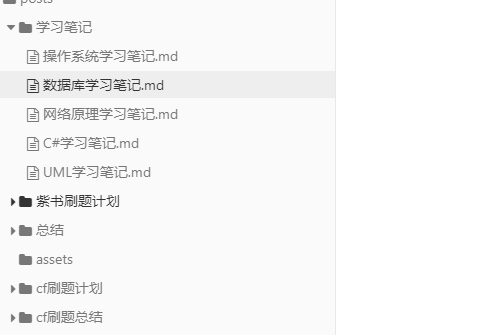 posts
学习笔记
操作系统学习笔记.md
数据库学习笔记.md
网络原理学习笔记.md
C#学习笔记.md
UML学习笔记.md
紫书刷题计划
总结
assets
cf刷题计划
cf刷题总结